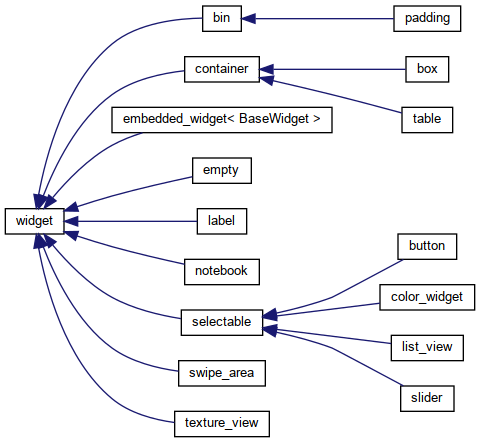 bin
padding
container
box
table
embedded_widget< BaseWidget >
empty
widget
label
notebook
selectable
button
color_widget
list_view
slider
swipe_area
texture_view